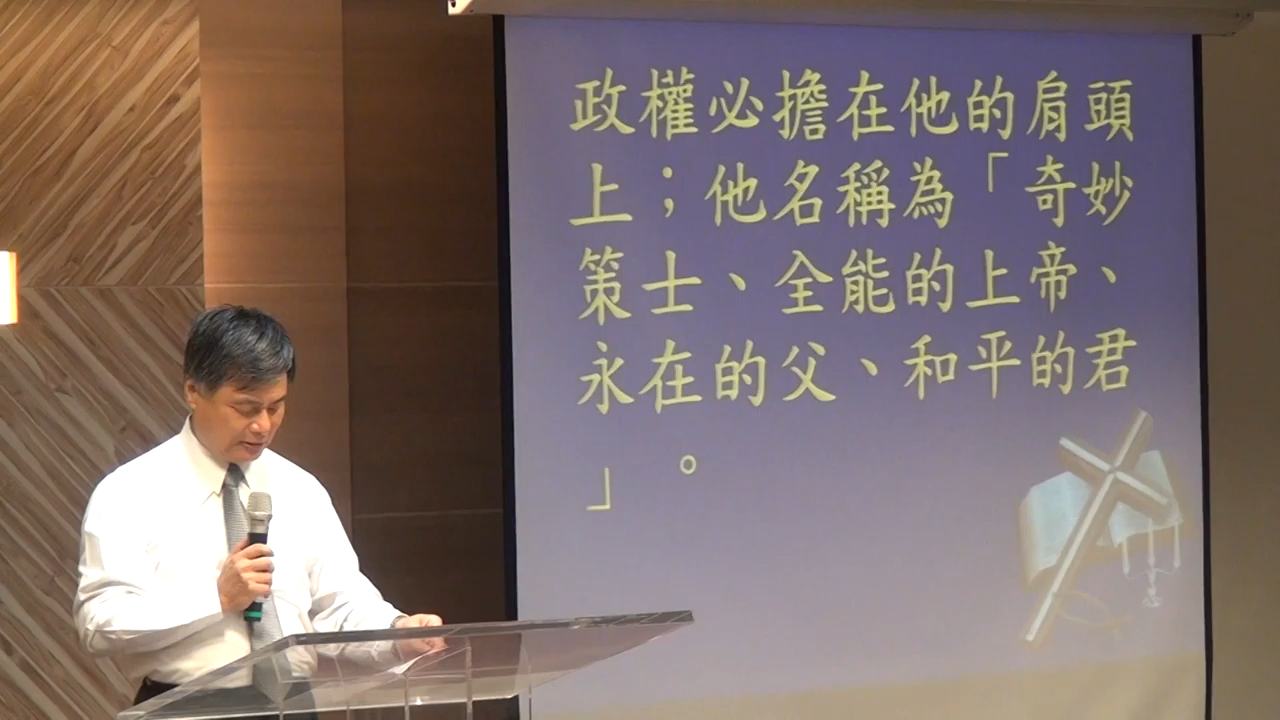 政權必擔在他的肩頭
上；他名稱為「奇妙
策士、全能的上帝、
永在的父、和平的君
」。